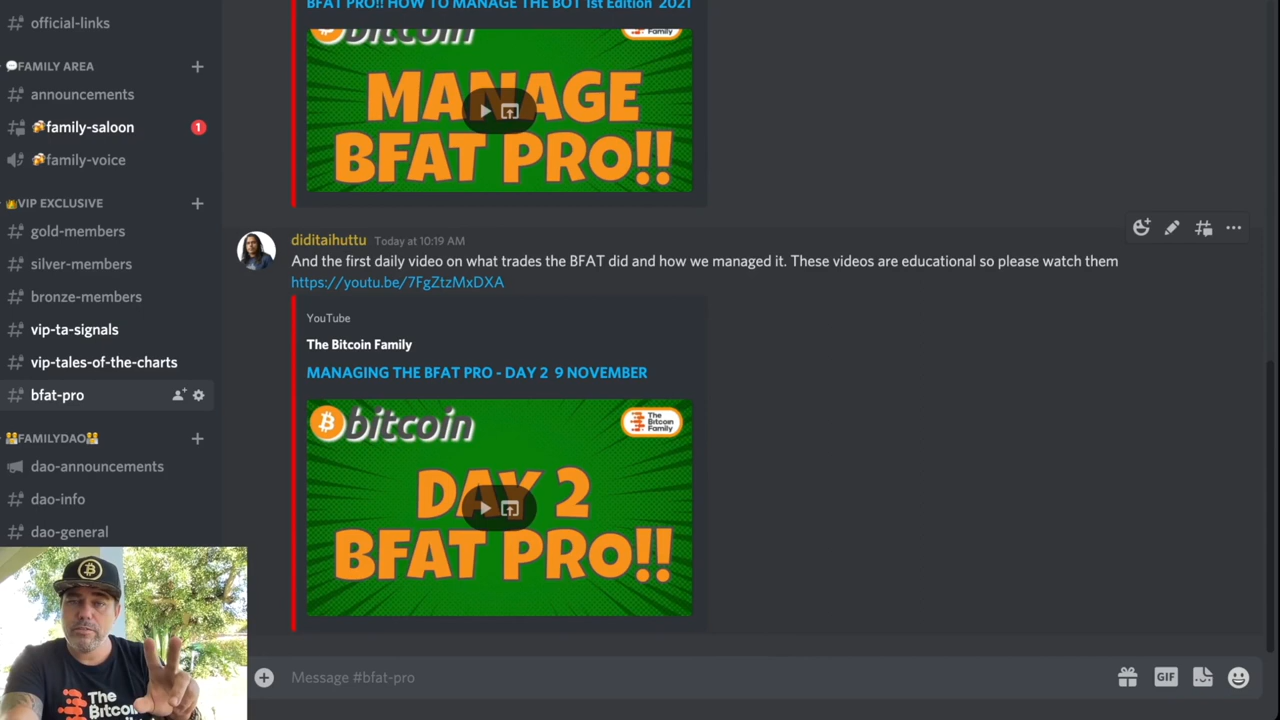 official-links
FAMILY AREA
announcements
family-saloon
1
family-voice
VIP EXCLUSIVE
gold-members
silver-members
bronze-members
vip-ta-signals
vip-tales-of-the-charts
bfat-pro
FAMILYDAO
dao-announcements
dao-info
dao-general
BFAT PRO!! HOW TO MANAGE THE BOT 1st Edition 2021
bitcoin
Family
MANAGE
BFAT PRO!!
diditaihuttu Today at 10:19 AM
And the first daily video on what trades the BFAT did and how we managed it. These videos are educational so please watch them
https://youtu.be/7FgZtzMxDXA
YouTube
The Bitcoin Family
MANAGING THE BFAT PRO - DAY 2 9 NOVEMBER
bitcoin
The
Bitcoin
Family
DAY 2
BFAT PRO!!
Message #bfat-pro
GIF
The
Bitcoin